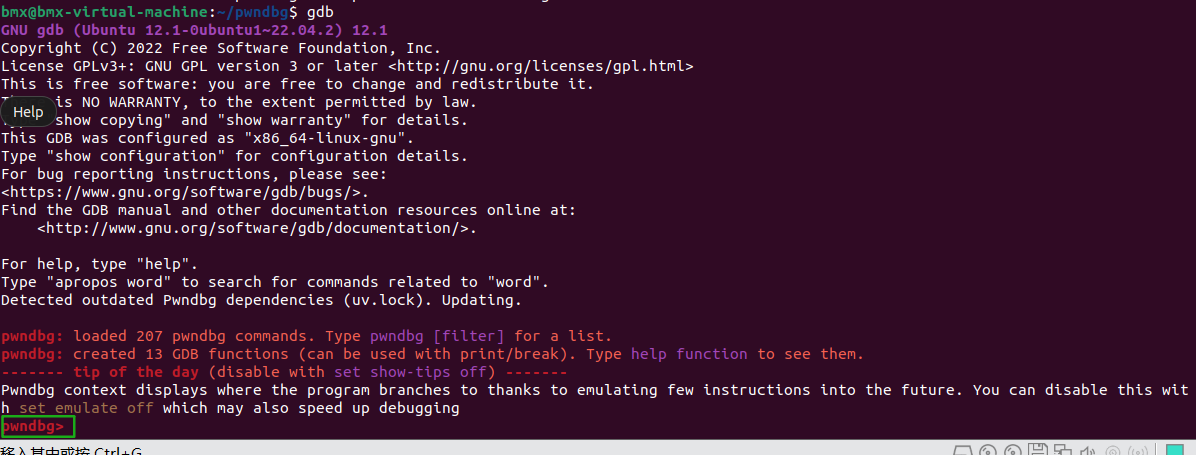 bmx@bmx-virtual-machine:~/pwndbg$ gdb
GNU gdb (Ubuntu 12.1-0ubuntu1~22.04.2) 12.1
Copyright (C) 2022 Free Software Foundation, Inc.
License GPLv3+: GNU GPL version 3 or later <http://gnu.org/licenses/gpl.html>
This is free software: you are free to change and redistribute it.
is NO WARRANTY, to the extent permitted by law.
Help
"show copying" and "show warranty" for details.
This GDB was configured as "x86_64-linux-gnu".
Type "show configuration" for configuration details.
For bug reporting instructions, please see:
<https://www.gnu.org/software/gdb/bugs/>.
Find the GDB manual and other documentation resources online at:
<http://www.gnu.org/software/gdb/documentation/>.
For help, type "help".
Type "apropos word" to search for commands related to "word".
Detected outdated Pwndbg dependencies (uv.lock). Updating.
pwndbg: loaded 207 pwndbg commands. Type pwndbg [filter] for a list.
pwndbg: created 13 GDB functions (can be used with print/break). Type help function to see them.
------- tip of the day (disable with set show-tips off) -------
Pwndbg context displays where the program branches to thanks to emulating few instructions into the future. You can disable this wit
h set emulate off which may also speed up debugging
pwndbg>
移入其中或按 Ctrl+G